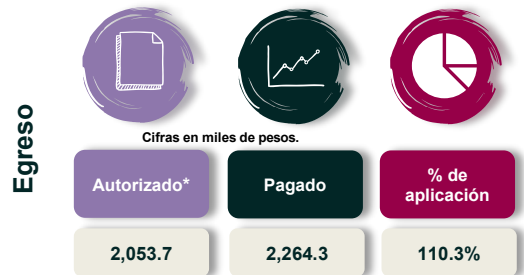 Egreso
Cifras en miles de pesos.
Autorizado*
Pagado
% de
aplicación
2,053.7
2,264.3
110.3%